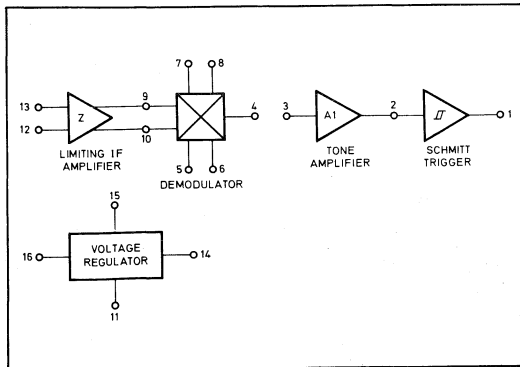 7 8
13 9 4 3 2 1
Z A1
12 10
LIMITING IF
AMPLIFIER
5 6
DEMODULATOR
TONE
AMPLIFIER
SCHMITT
TRIGGER
15
16 VOLTAGE
REGULATOR 14
11